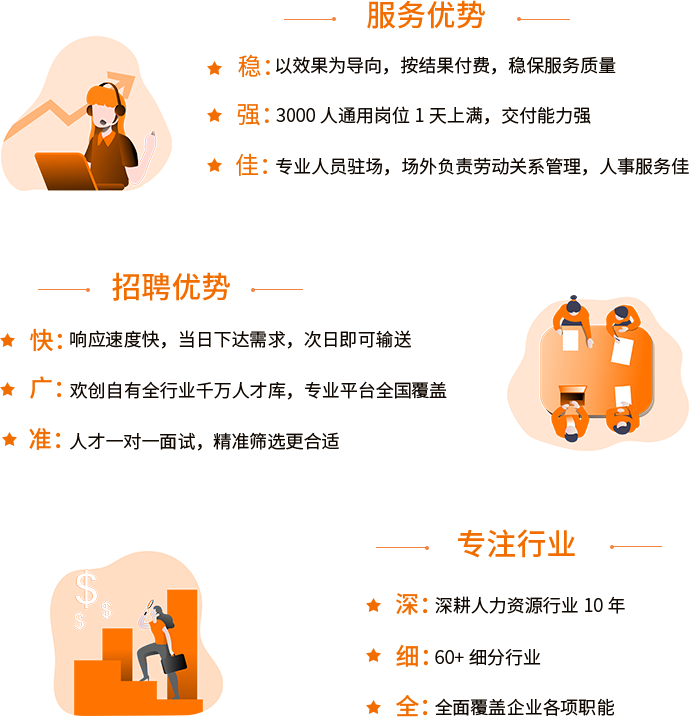 服务优势
稳：以效果为导向，按结果付费，稳保服务质量
强：3000 人通用岗位 1 天上满，交付能力强
佳：专业人员驻场，场外负责劳动关系管理，人事服务佳
招聘优势
快：响应速度快，当日下达需求，次日即可输送
广：欢创自有全行业千万人才库，专业平台全国覆盖
准：人才一对一面试，精准筛选更合适
专注行业
深：深耕人力资源行业 10 年
细：60+ 细分行业
全：全面覆盖企业各项职能